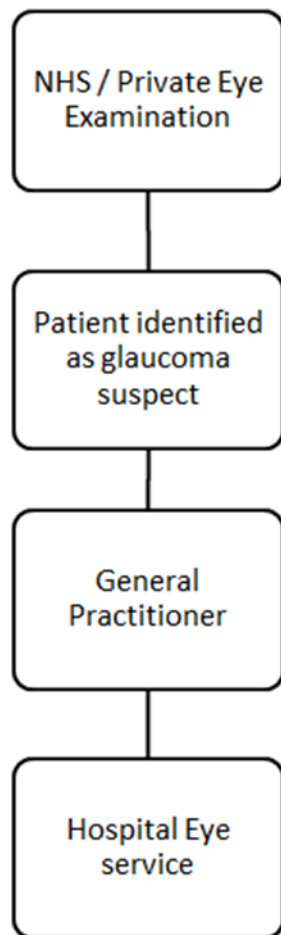 NHS / Private Eye
Examination
Patient identified
as glaucoma
suspect
General
Practitioner
Hospital Eye
service